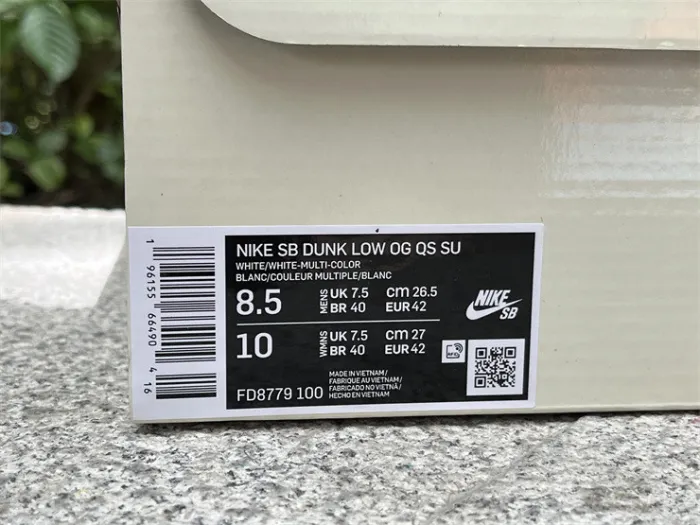 NIKE SB DUNK LOW OG QS SU
WHITE/WHITE-MULTI-COLOR
BLANC/COULEUR MULTIPLE/BLANC
8.5 MENS UK 7.5 cm 26.5
BR 40 EUR 42
10 WMNS UK 7.5 cm 27
BR 40 EUR 42
FD8779 100
MADE IN VIETNAM/
FABRIQUE AU VIETNAM/
FABRICADO NO VIETNÃ/
HECHO EN VIETNAM
NIKE
SB
RFID
1 96155 66490 4 16